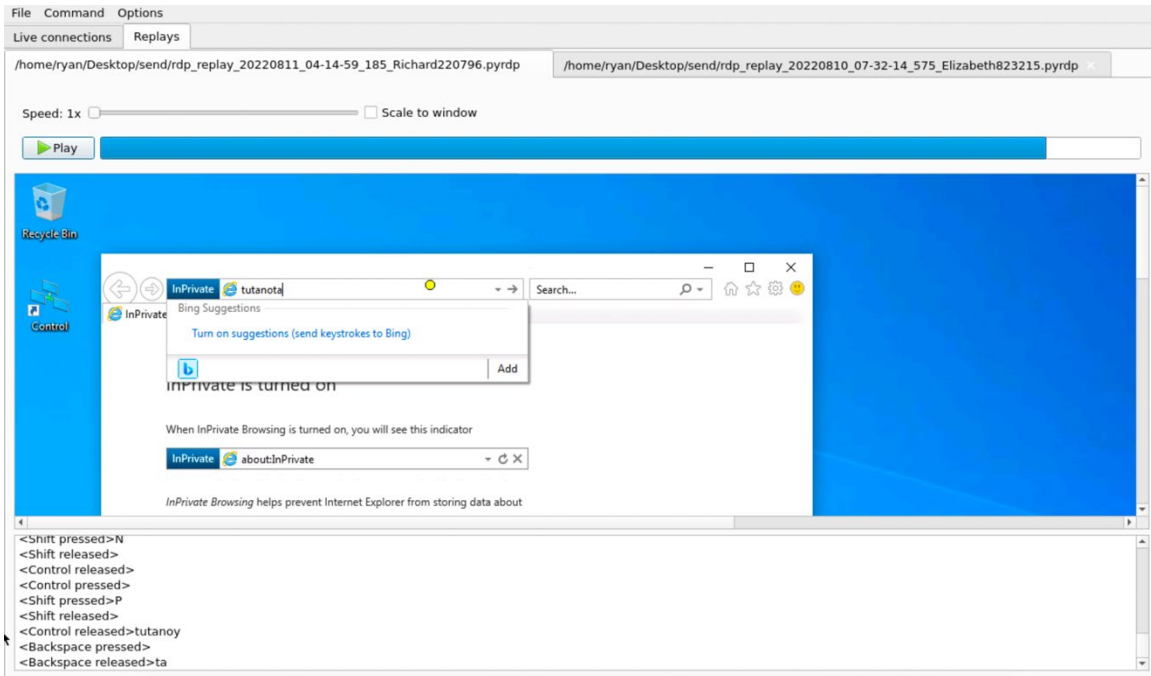 File Command Options
Live connections Replays
/home/ryan/Desktop/send/rdp_replay_20220811_04-14-59_185_Richard220796.pyrdp /home/ryan/Desktop/send/rdp_replay_20220810_07-32-14_575_Elizabeth823215.pyrdp
Speed: 1x Scale to window
Play
Recycle Bin
InPrivate tutanota Search...
Bing Suggestions
InPrivate
Control
Turn on suggestions (send keystrokes to Bing)
Add
InPrivate is turned on
When InPrivate Browsing is turned on, you will see this indicator
InPrivate about:InPrivate
InPrivate Browsing helps prevent Internet Explorer from storing data about
<Shift pressed>N
<Shift released>
<Control released>
<Control pressed>
<Shift pressed>P
<Shift released>
<Control released>tutanoy
<Backspace pressed>
<Backspace released>ta